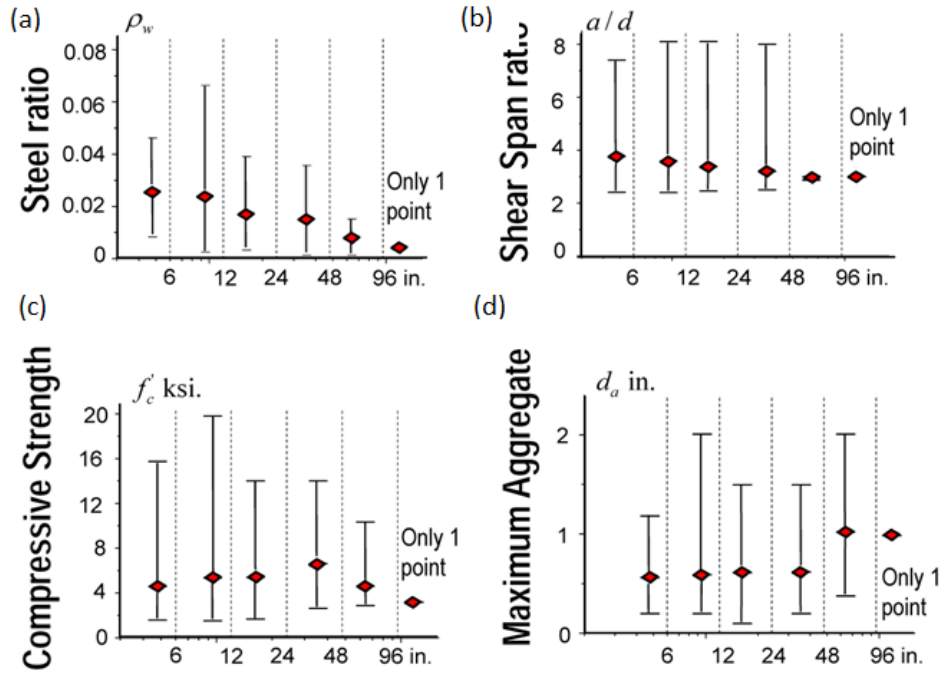 (a)
ρw
Steel ratio
0.08
0.06
0.04
0.02
0
Only 1
point
6 12 24 48 96 in.
(b)
a / d
Shear Span ratio
8
6
4
2
0
Only 1
point
6 12 24 48 96 in.
(c)
f'c ksi.
Compressive Strength
20
16
12
8
4
0
Only 1
point
6 12 24 48 96 in.
(d)
da in.
Maximum Aggregate
2
1
0
Only 1
point
6 12 24 48 96 in.